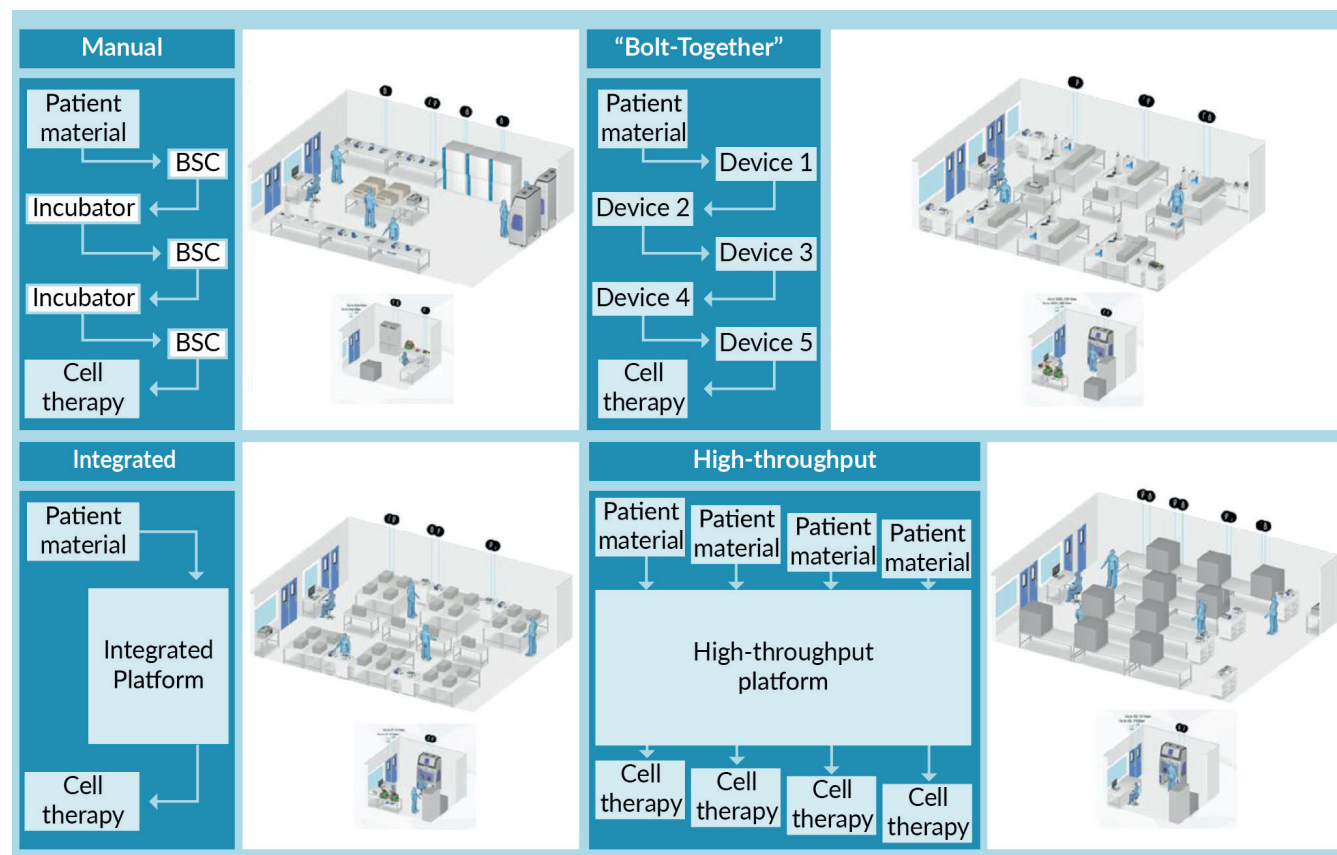 Manual
Patient
material
BSC
Incubator
BSC
Incubator
BSC
Cell
therapy
“Bolt-Together”
Patient
material
Device 1
Device 2
Device 3
Device 4
Device 5
Cell
therapy
Integrated
Patient
material
Integrated
Platform
Cell
therapy
High-throughput
Patient
material
Patient
material
Patient
material
Patient
material
High-throughput
platform
Cell
therapy
Cell
therapy
Cell
therapy
Cell
therapy